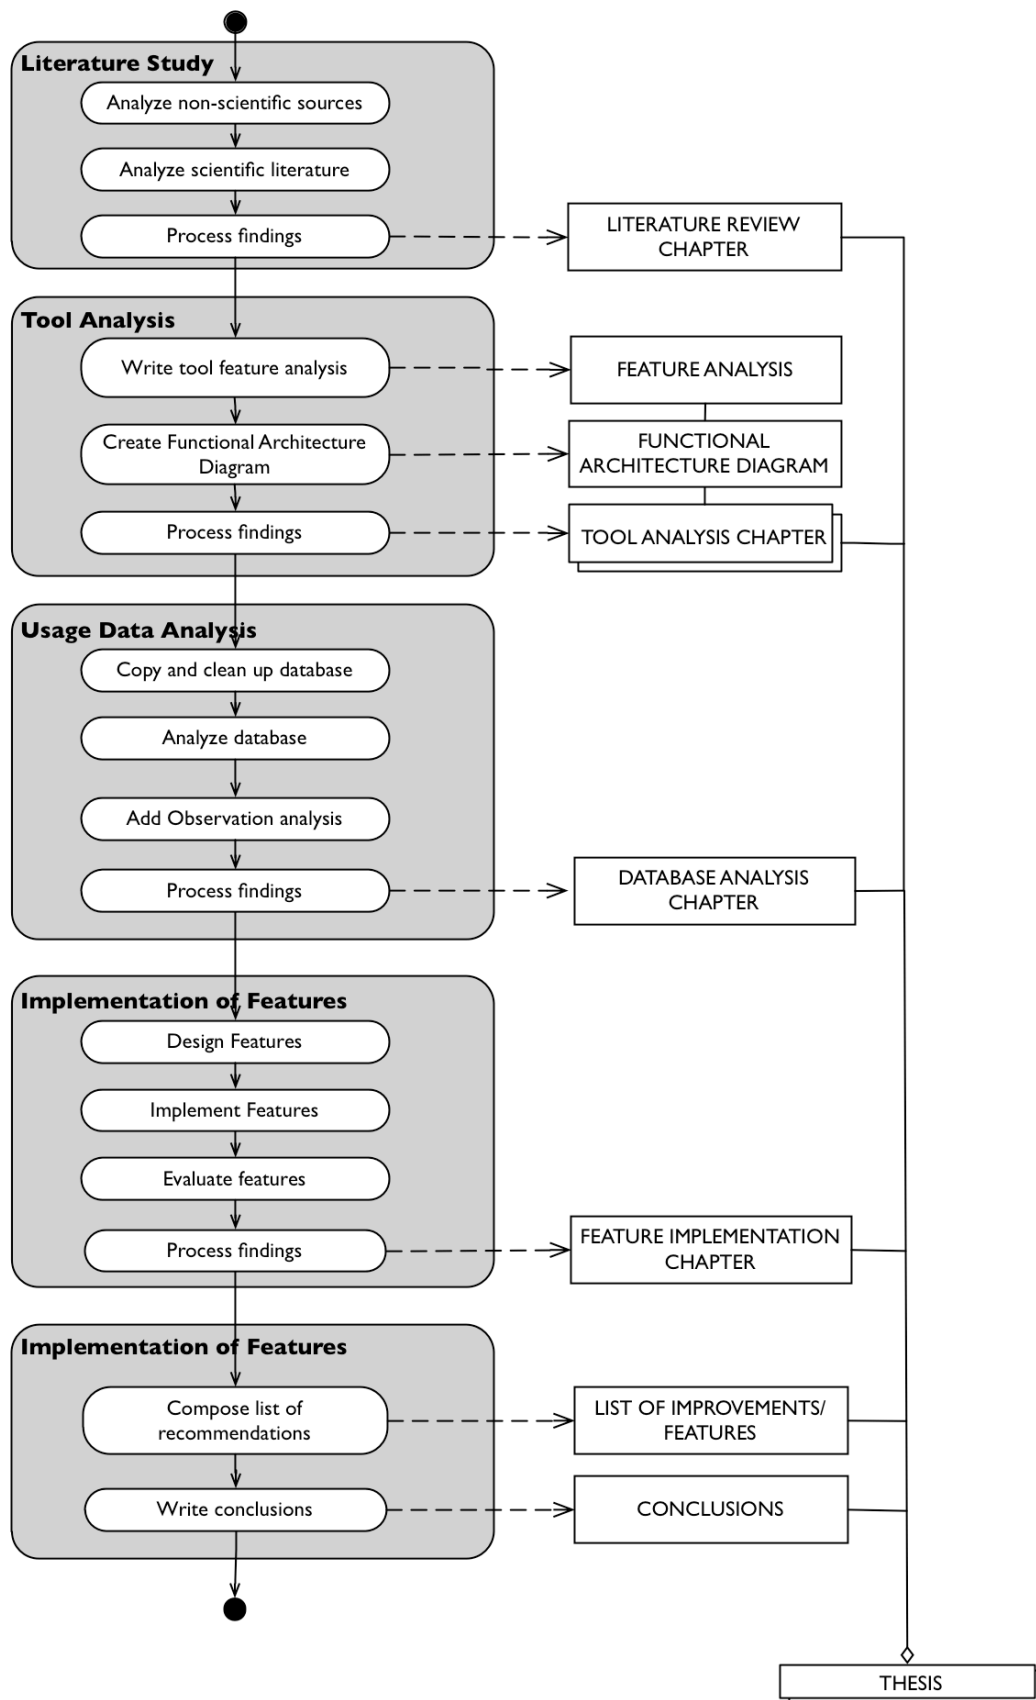 Literature Study
Analyze non-scientific sources
Analyze scientific literature
Process findings
LITERATURE REVIEW
CHAPTER
Tool Analysis
Write tool feature analysis
FEATURE ANALYSIS
Create Functional Architecture
Diagram
FUNCTIONAL
ARCHITECTURE DIAGRAM
Process findings
TOOL ANALYSIS CHAPTER
Usage Data Analysis
Copy and clean up database
Analyze database
Add Observation analysis
Process findings
DATABASE ANALYSIS
CHAPTER
Implementation of Features
Design Features
Implement Features
Evaluate features
Process findings
FEATURE IMPLEMENTATION
CHAPTER
Implementation of Features
Compose list of
recommendations
LIST OF IMPROVEMENTS/
FEATURES
Write conclusions
CONCLUSIONS
THESIS